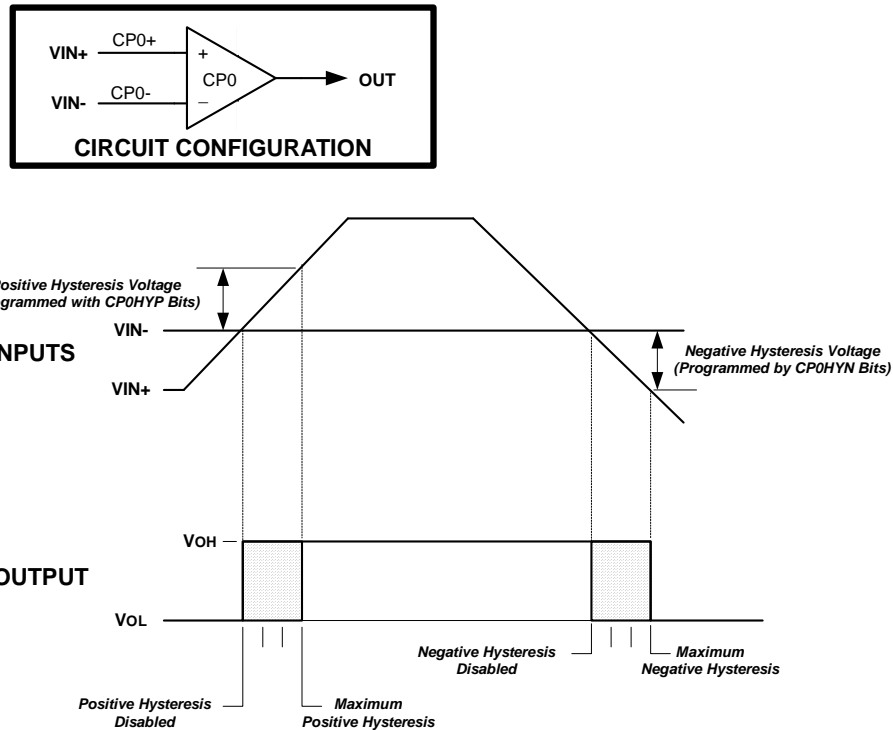 VIN+
CP0+
+
CP0
OUT
VIN-
CP0-
_
CIRCUIT CONFIGURATION
Positive Hysteresis Voltage
grammed with CP0HYP Bits)
VIN-
NPUTS
Negative Hysteresis Voltage
(Programmed by CP0HYN Bits)
VIN+
VOH
OUTPUT
VOL
Negative Hysteresis
Disabled
Maximum
Negative Hysteresis
Positive Hysteresis
Disabled
Maximum
Positive Hysteresis